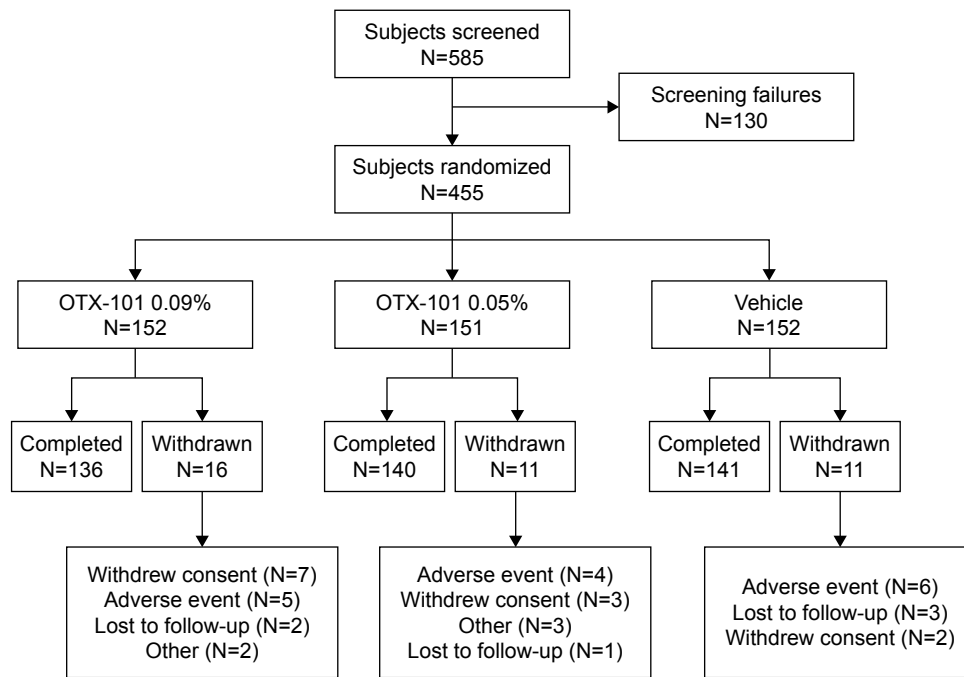 Subjects screened
N=585
Screening failures
N=130
Subjects randomized
N=455
OTX-101 0.09%
N=152
OTX-101 0.05%
N=151
Vehicle
N=152
Completed
N=136
Withdrawn
N=16
Completed
N=140
Withdrawn
N=11
Completed
N=141
Withdrawn
N=11
Withdrew consent (N=7)
Adverse event (N=5)
Lost to follow-up (N=2)
Other (N=2)
Adverse event (N=4)
Withdrew consent (N=3)
Other (N=3)
Lost to follow-up (N=1)
Adverse event (N=6)
Lost to follow-up (N=3)
Withdrew consent (N=2)